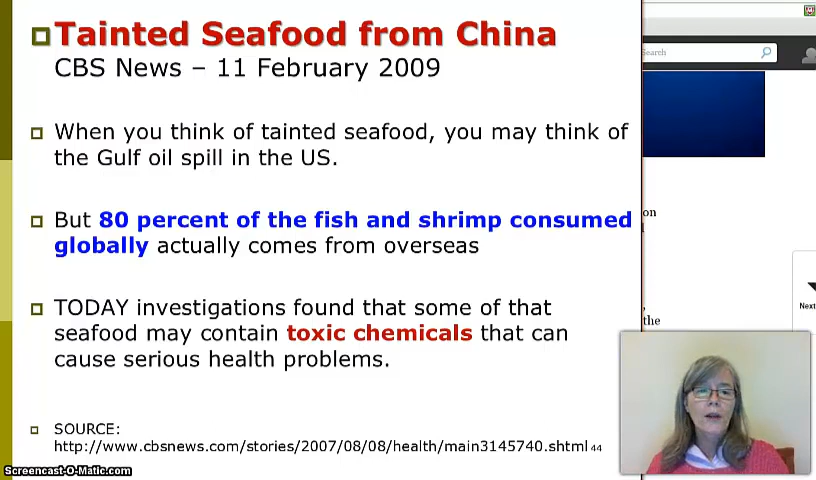 Tainted Seafood from China
CBS News – 11 February 2009
When you think of tainted seafood, you may think of
the Gulf oil spill in the US.
But 80 percent of the fish and shrimp consumed
globally actually comes from overseas
TODAY investigations found that some of that
seafood may contain toxic chemicals that can
cause serious health problems.
SOURCE:
http://www.cbsnews.com/stories/2007/08/08/health/main3145740.shtml 44
Search
on
the
Next
Screencast-O-Matic.com